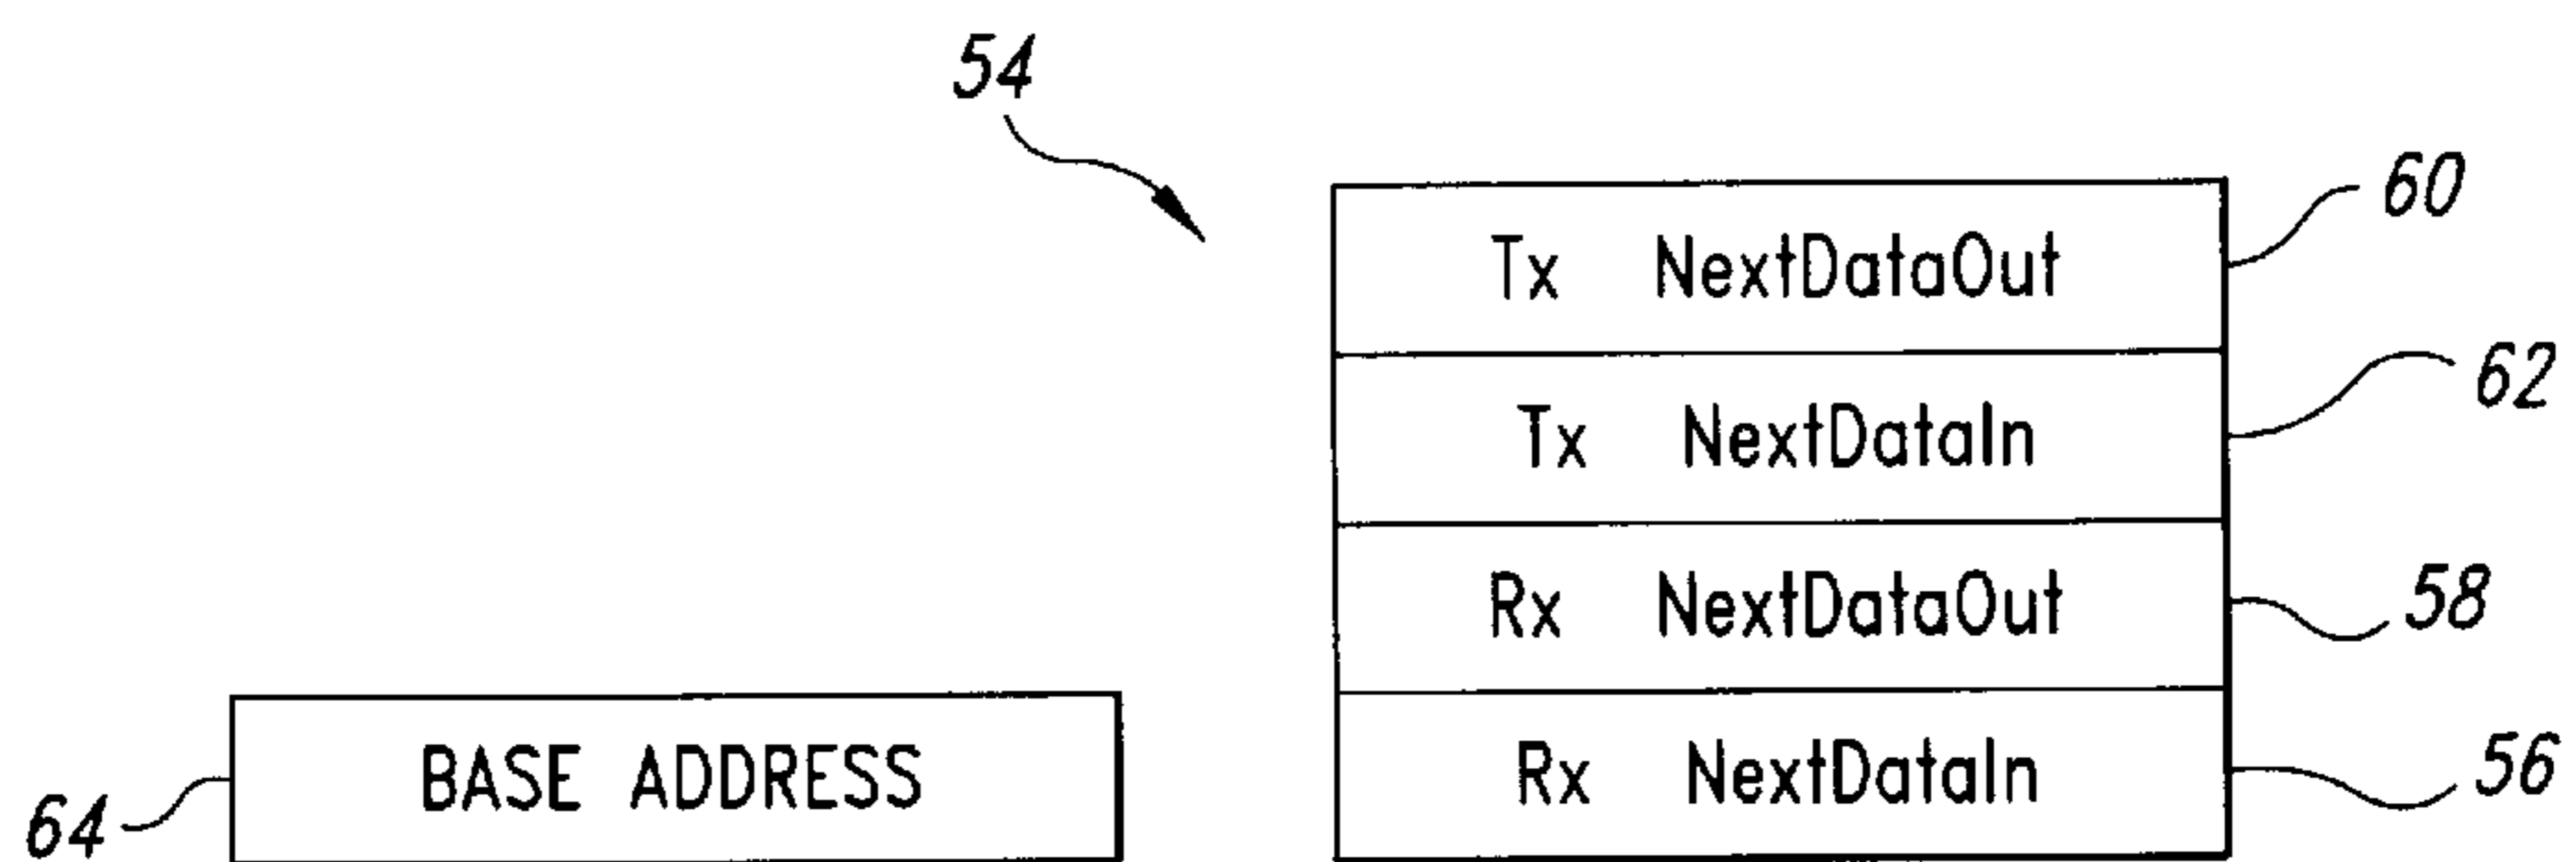 54
Tx NextDataOut
60
Tx NextDataIn
62
Rx NextDataOut
58
BASE ADDRESS
64
Rx NextDataIn
56